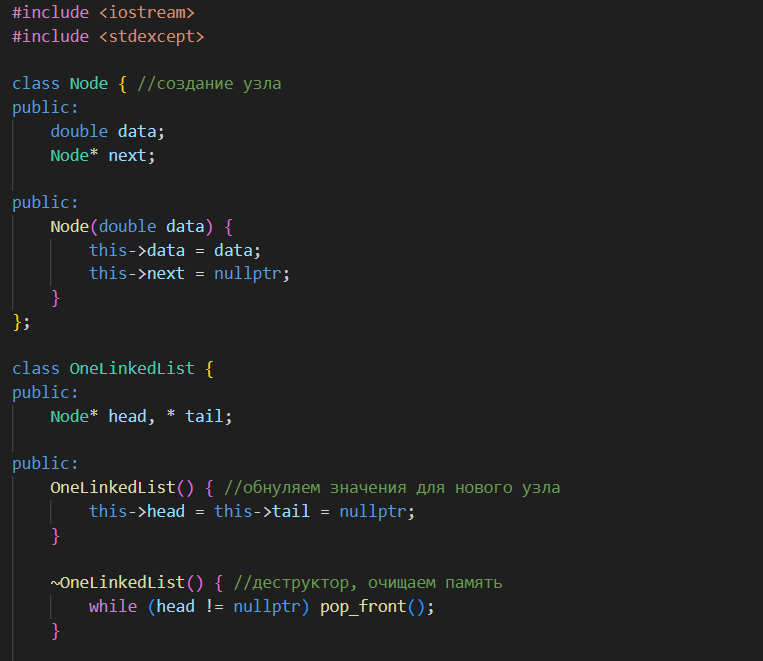 #include <iostream>
#include <stdexcept>
class Node { //создание узла
public:
double data;
Node* next;
public:
Node(double data) {
this->data = data;
this->next = nullptr;
}
};
class OneLinkedList {
public:
Node* head, * tail;
public:
OneLinkedList() { //обнуляем значения для нового узла
this->head = this->tail = nullptr;
}
~OneLinkedList() { //деструктор, очищаем память
while (head != nullptr) pop_front();
}